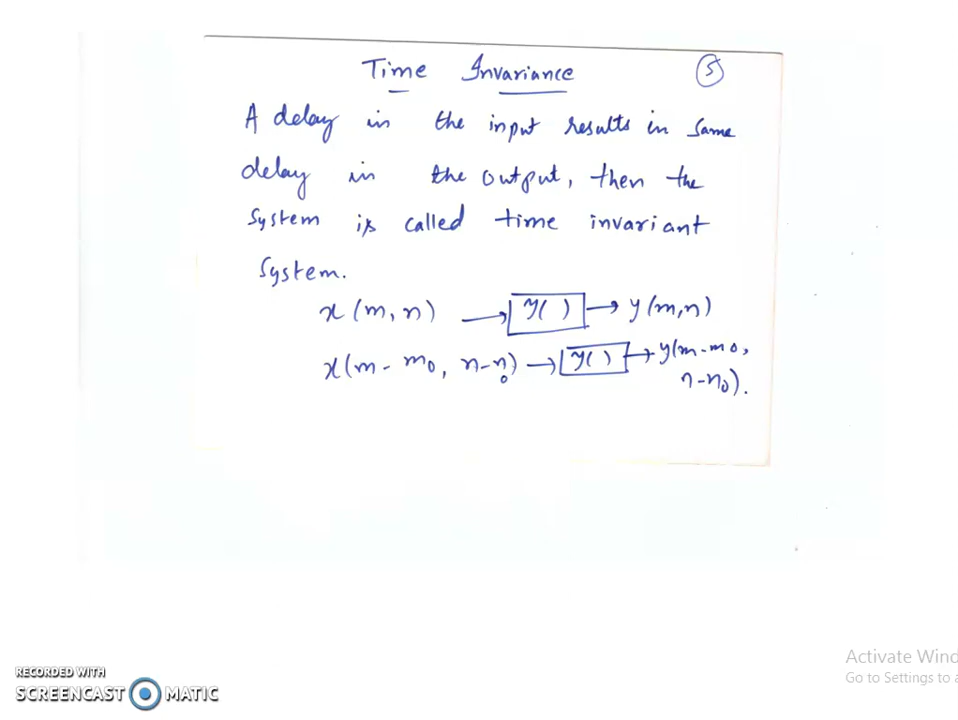 Time Invariance
5
A delay in the input results in same
delay in the output, then the
System is called time invariant
System.
x(m,n) → y( ) → y(m,n)
x(m-m₀, n-n₀) → y( ) → y(m-m₀,
n-n₀).
Activate Wind
Go to Settings to a
RECORDED WITH
SCREENCAST MATIC